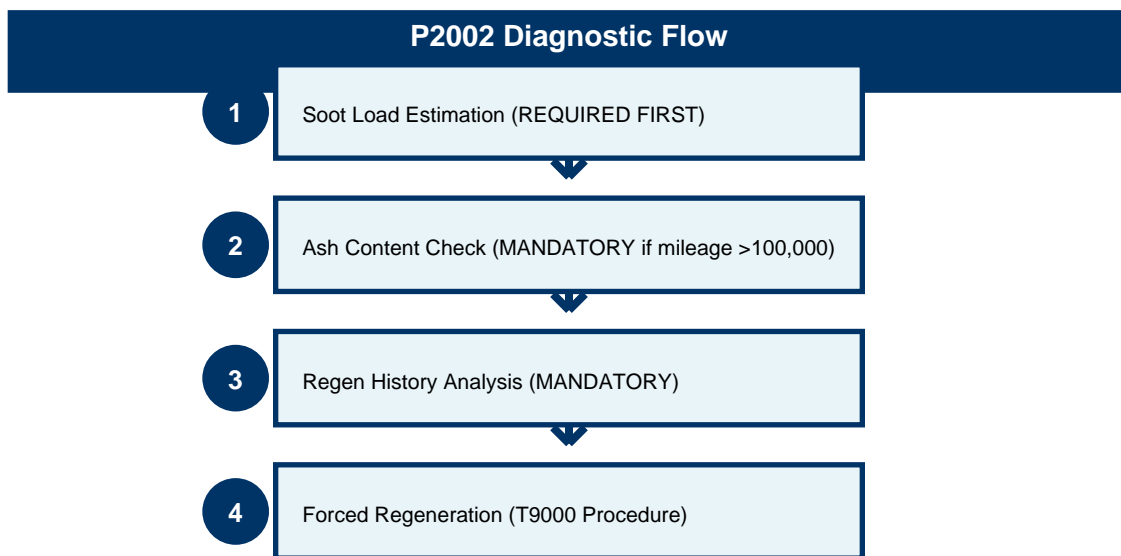 P2002 Diagnostic Flow
1
Soot Load Estimation (REQUIRED FIRST)
2
Ash Content Check (MANDATORY if mileage >100,000)
3
Regen History Analysis (MANDATORY)
4
Forced Regeneration (T9000 Procedure)